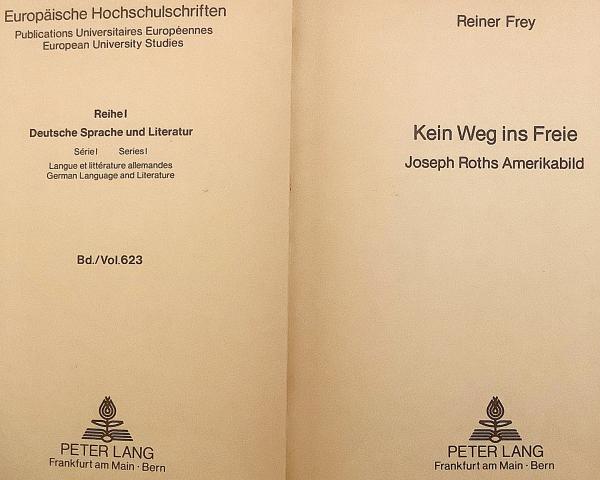 Europäische Hochschulschriften
Publications Universitaires Européennes
European University Studies
Reihe I
Deutsche Sprache und Literatur
Série I Series I
Langue et littérature allemandes
German Language and Literature
Bd./Vol.623
PETER LANG
Frankfurt am Main · Bern
Reiner Frey
Kein Weg ins Freie
Joseph Roths Amerikabild
PETER LANG
Frankfurt am Main · Bern